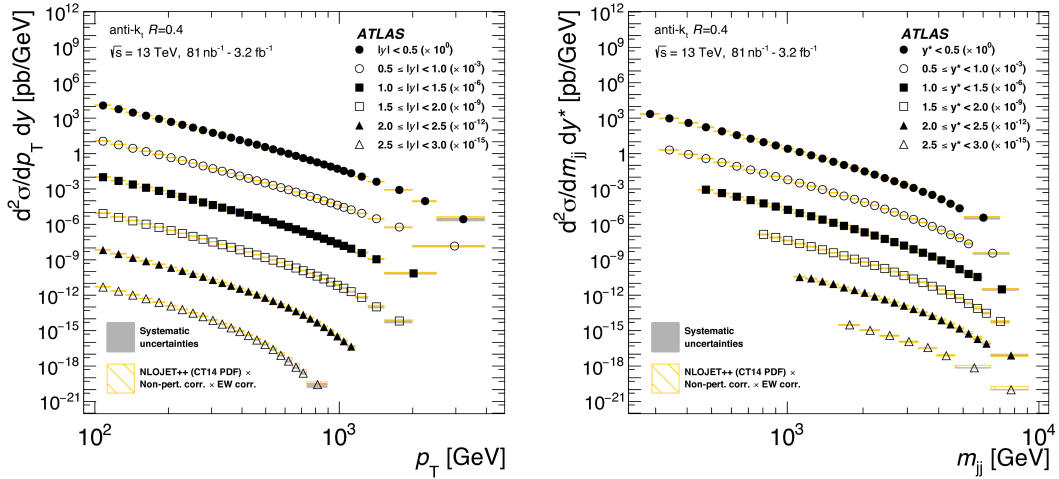 d²σ/dp_T dy [pb/GeV]
10¹²
10⁹
10⁶
10³
1
10⁻³
10⁻⁶
10⁻⁹
10⁻¹²
10⁻¹⁵
10⁻¹⁸
10⁻²¹
anti-kₜ R=0.4
√s = 13 TeV, 81 nb⁻¹ - 3.2 fb⁻¹
ATLAS
|y| < 0.5 (× 10⁰)
0.5 ≤ |y| < 1.0 (× 10⁻³)
1.0 ≤ |y| < 1.5 (× 10⁻⁶)
1.5 ≤ |y| < 2.0 (× 10⁻⁹)
2.0 ≤ |y| < 2.5 (× 10⁻¹²)
2.5 ≤ |y| < 3.0 (× 10⁻¹⁵)
Systematic
uncertainties
NLOJET++ (CT14 PDF) ×
Non-pert. corr. × EW corr.
10² 10³
p_T [GeV]
d²σ/dm_jj dy* [pb/GeV]
10¹²
10⁹
10⁶
10³
1
10⁻³
10⁻⁶
10⁻⁹
10⁻¹²
10⁻¹⁵
10⁻¹⁸
10⁻²¹
anti-kₜ R=0.4
√s = 13 TeV, 81 nb⁻¹ - 3.2 fb⁻¹
ATLAS
y* < 0.5 (× 10⁰)
0.5 ≤ y* < 1.0 (× 10⁻³)
1.0 ≤ y* < 1.5 (× 10⁻⁶)
1.5 ≤ y* < 2.0 (× 10⁻⁹)
2.0 ≤ y* < 2.5 (× 10⁻¹²)
2.5 ≤ y* < 3.0 (× 10⁻¹⁵)
Systematic
uncertainties
NLOJET++ (CT14 PDF) ×
Non-pert. corr. × EW corr.
10³ 10⁴
m_jj [GeV]